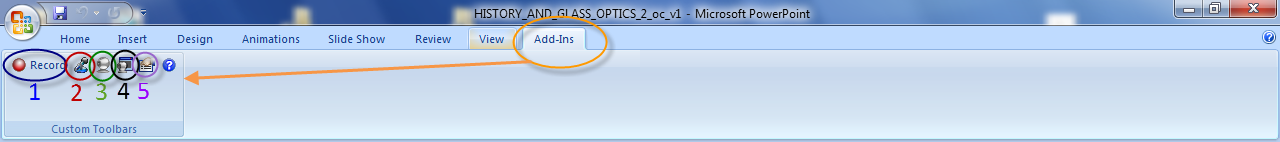 HISTORY_AND_GLASS_OPTICS_2_oc_v1 - Microsoft PowerPoint
Home Insert Design Animations Slide Show Review View Add-Ins
Record
1 2 3 4 5
Custom Toolbars